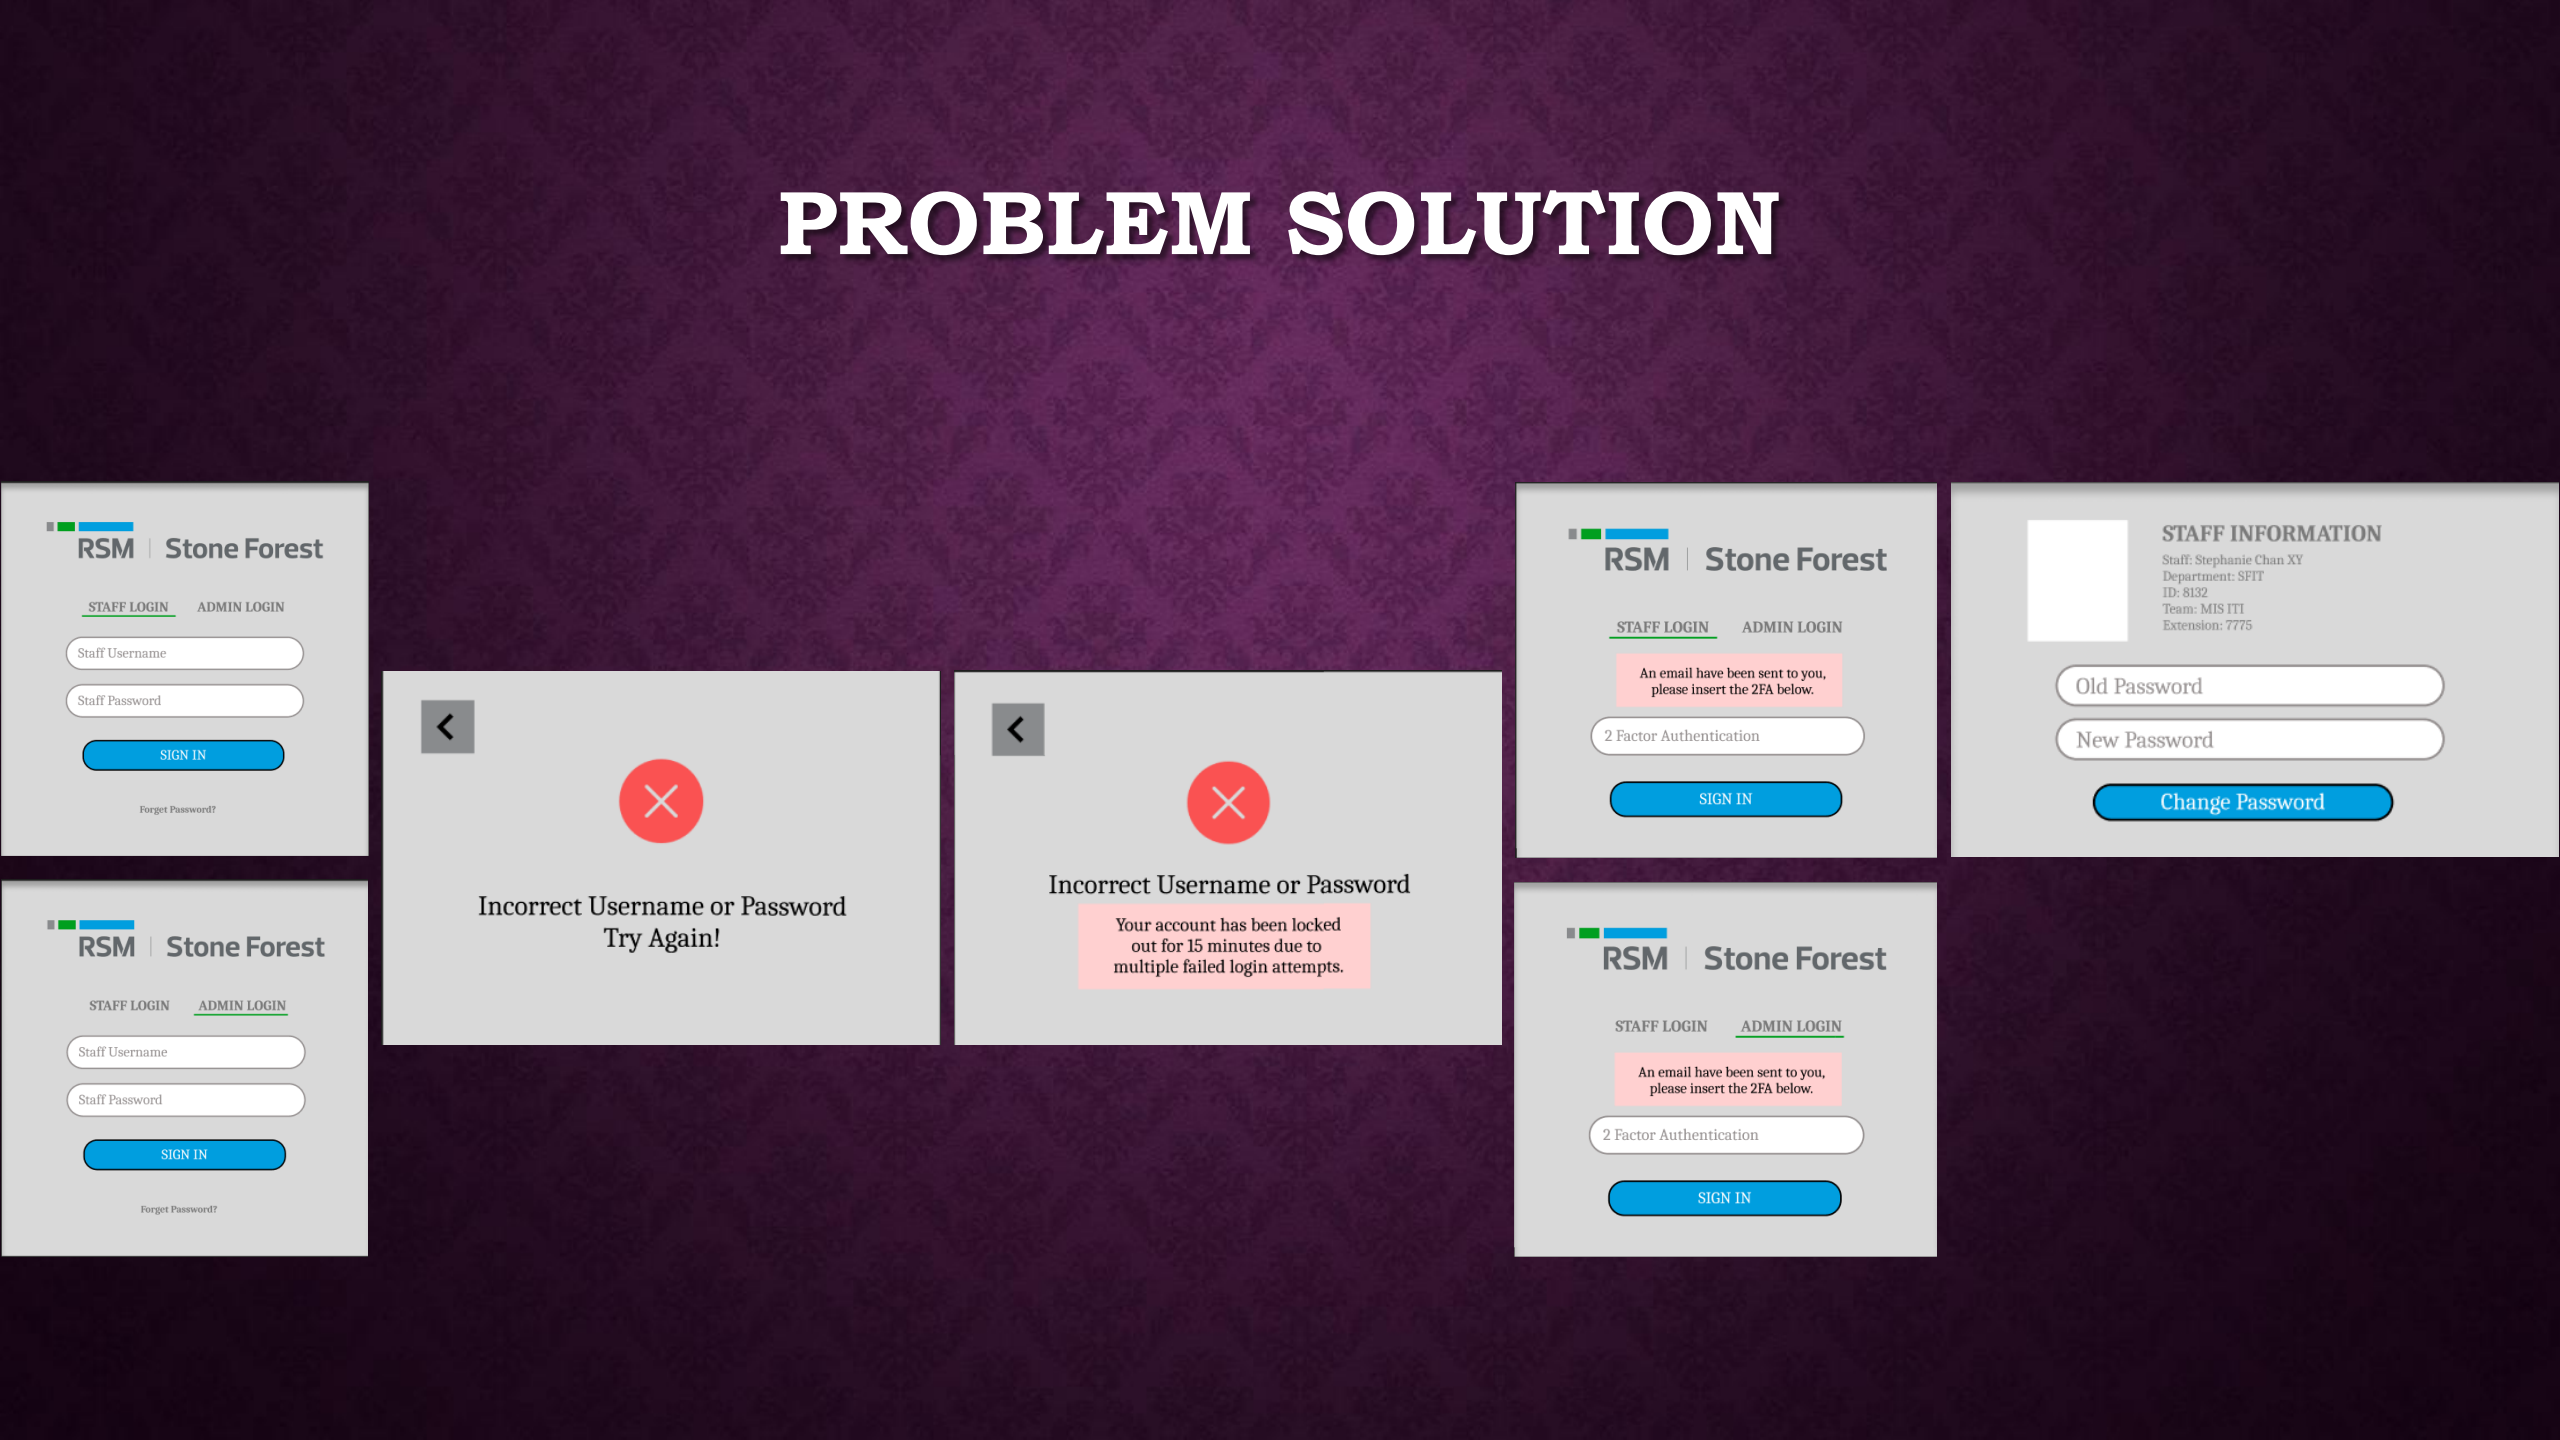 PROBLEM SOLUTION
RSM | Stone Forest
STAFF LOGIN ADMIN LOGIN
Staff Username
Staff Password
SIGN IN
Forget Password?
RSM | Stone Forest
STAFF LOGIN ADMIN LOGIN
Staff Username
Staff Password
SIGN IN
Forget Password?
Incorrect Username or Password
Try Again!
Incorrect Username or Password
Your account has been locked
out for 15 minutes due to
multiple failed login attempts.
RSM | Stone Forest
STAFF LOGIN ADMIN LOGIN
An email have been sent to you,
please insert the 2FA below.
2 Factor Authentication
SIGN IN
RSM | Stone Forest
STAFF LOGIN ADMIN LOGIN
An email have been sent to you,
please insert the 2FA below.
2 Factor Authentication
SIGN IN
STAFF INFORMATION
Staff: Stephanie Chan XY
Department: SFIT
ID: 8132
Team: MIS ITI
Extension: 7775
Old Password
New Password
Change Password